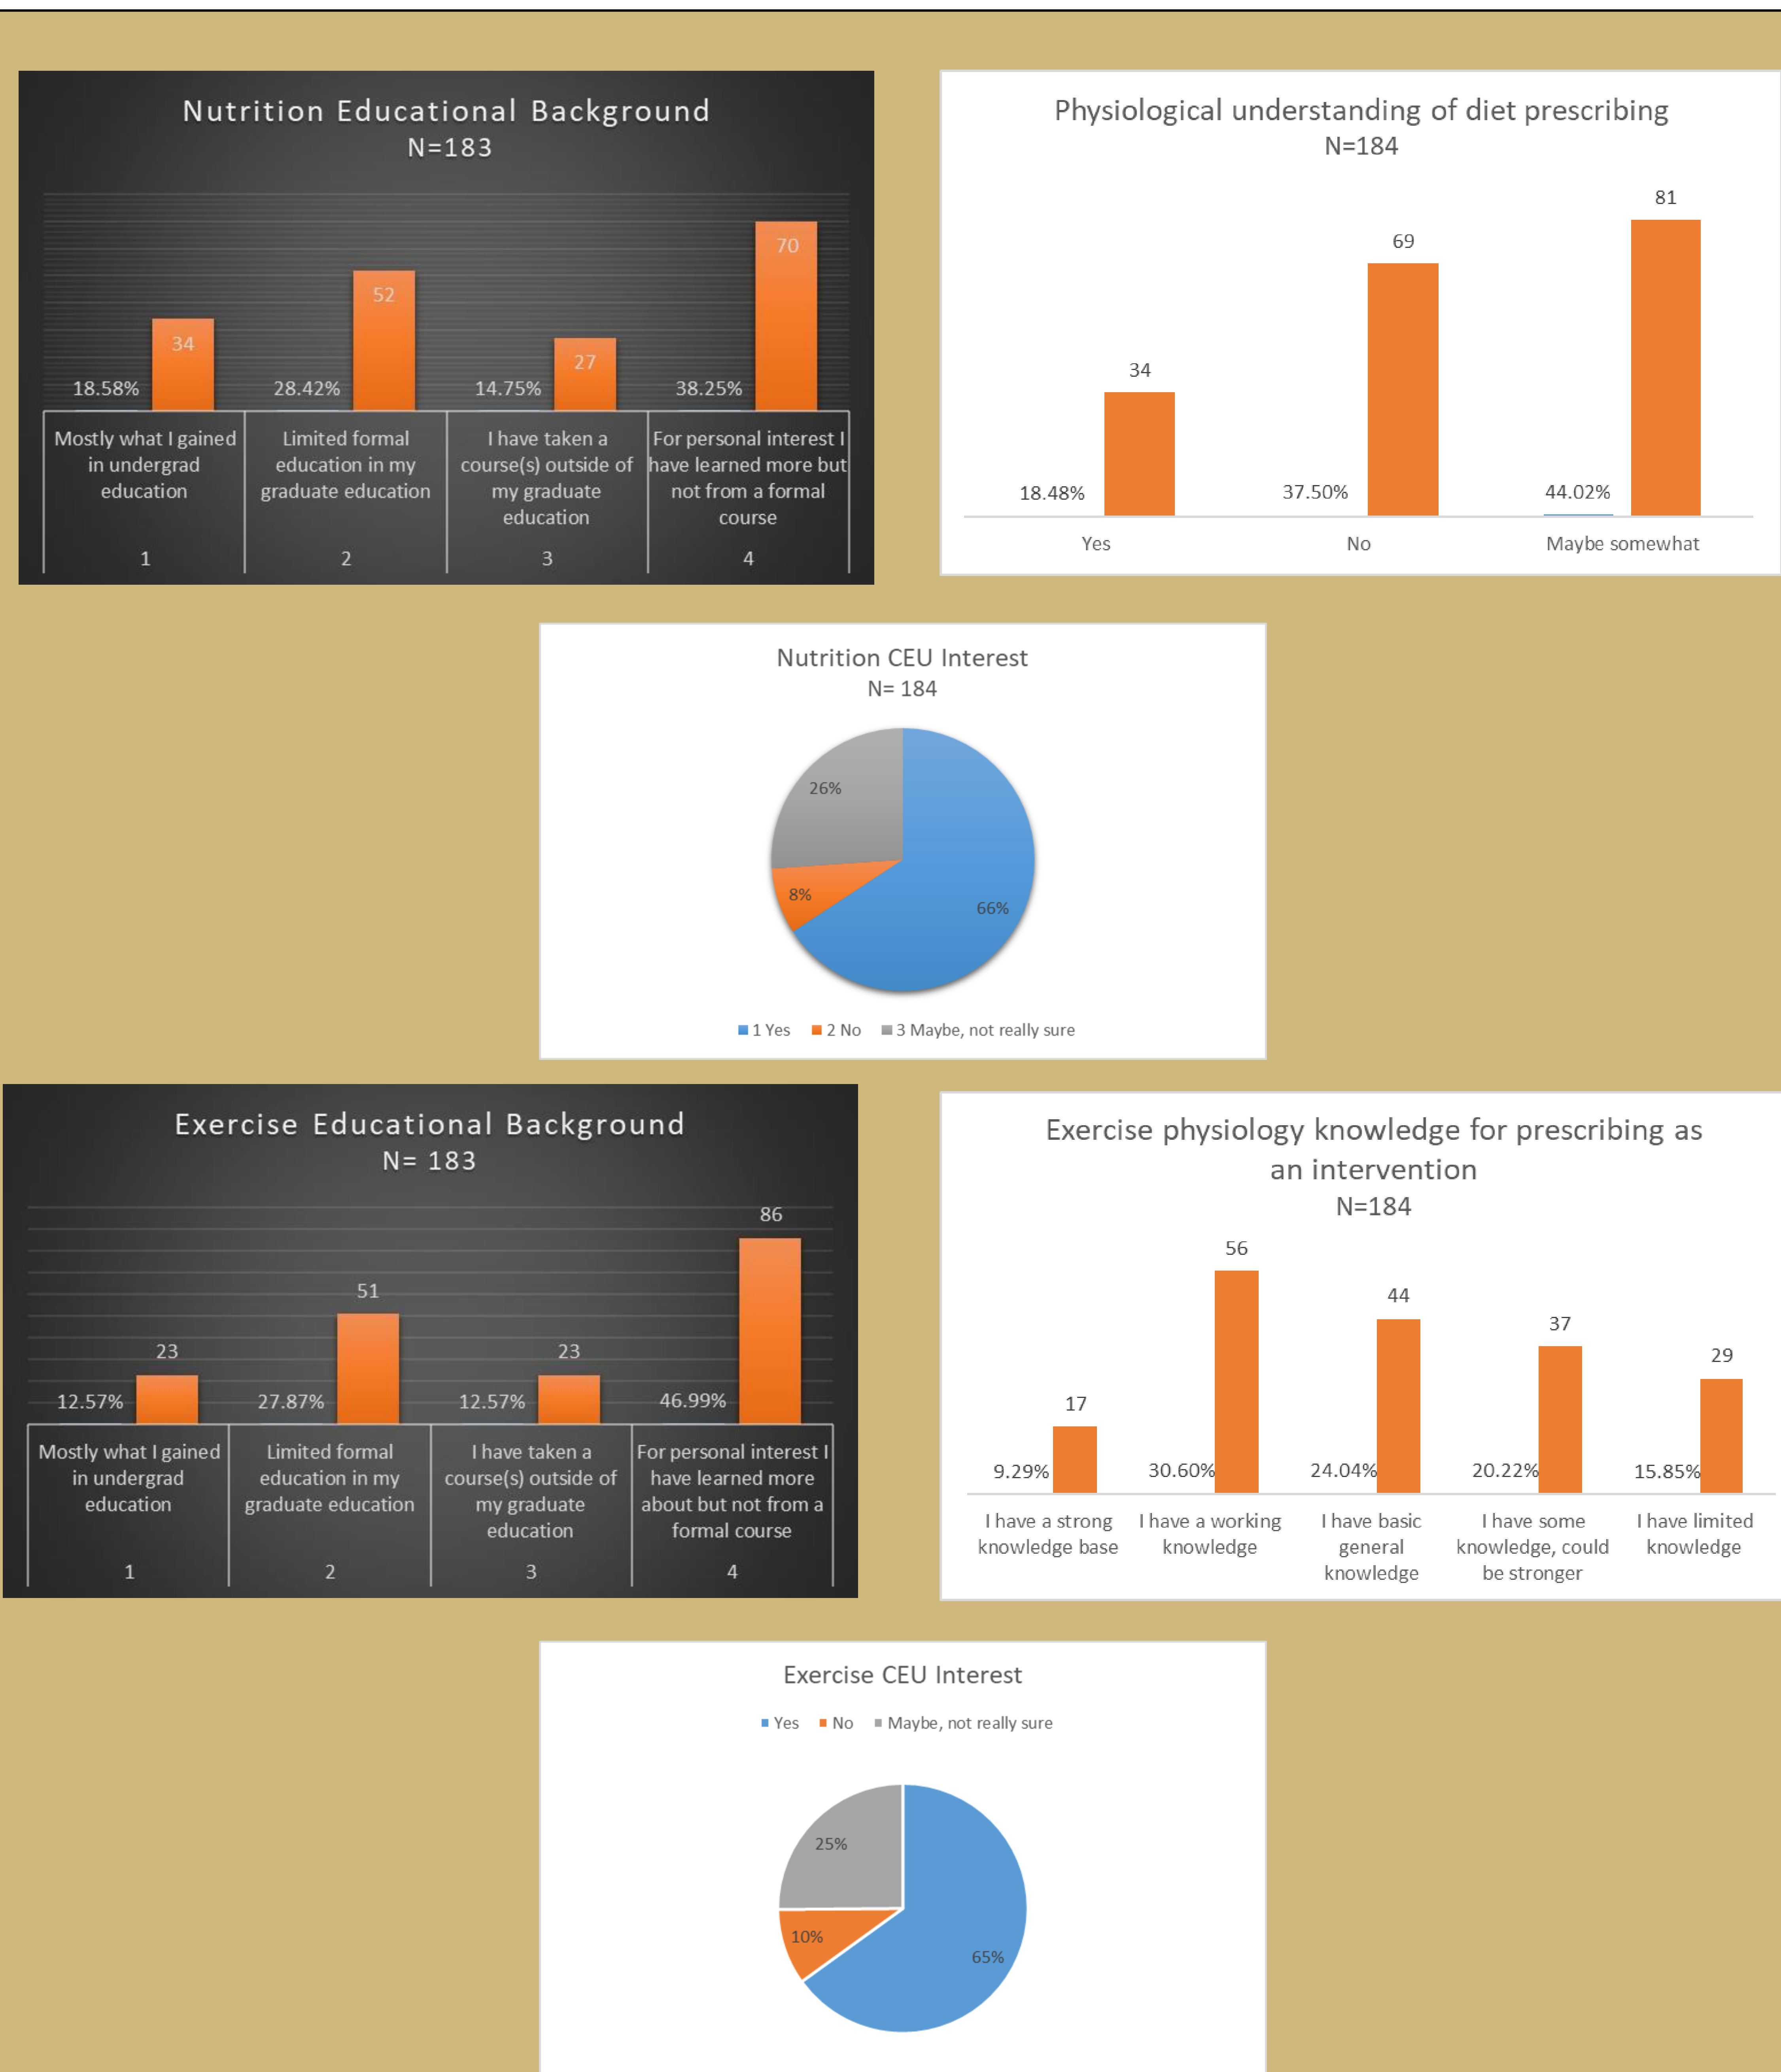 Nutrition Educational Background
N=183
34
52
27
70
18.58%
28.42%
14.75%
38.25%
Mostly what I gained
in undergrad
education
Limited formal
education in my
graduate education
I have taken a
course(s) outside of
my graduate
education
For personal interest I
have learned more but
not from a formal
course
1
2
3
4
Physiological understanding of diet prescribing
N=184
34
69
81
18.48%
37.50%
44.02%
Yes
No
Maybe somewhat
Nutrition CEU Interest
N= 184
26%
8%
66%
1 Yes
2 No
3 Maybe, not really sure
Exercise Educational Background
N= 183
23
51
23
86
12.57%
27.87%
12.57%
46.99%
Mostly what I gained
in undergrad
education
Limited formal
education in my
graduate education
I have taken a
course(s) outside of
my graduate
education
For personal interest I
have learned more
about but not from a
formal course
1
2
3
4
Exercise physiology knowledge for prescribing as
an intervention
N=184
17
56
44
37
29
9.29%
30.60%
24.04%
20.22%
15.85%
I have a strong
knowledge base
I have a working
knowledge
I have basic
general
knowledge
I have some
knowledge, could
be stronger
I have limited
knowledge
Exercise CEU Interest
Yes
No
Maybe, not really sure
25%
10%
65%